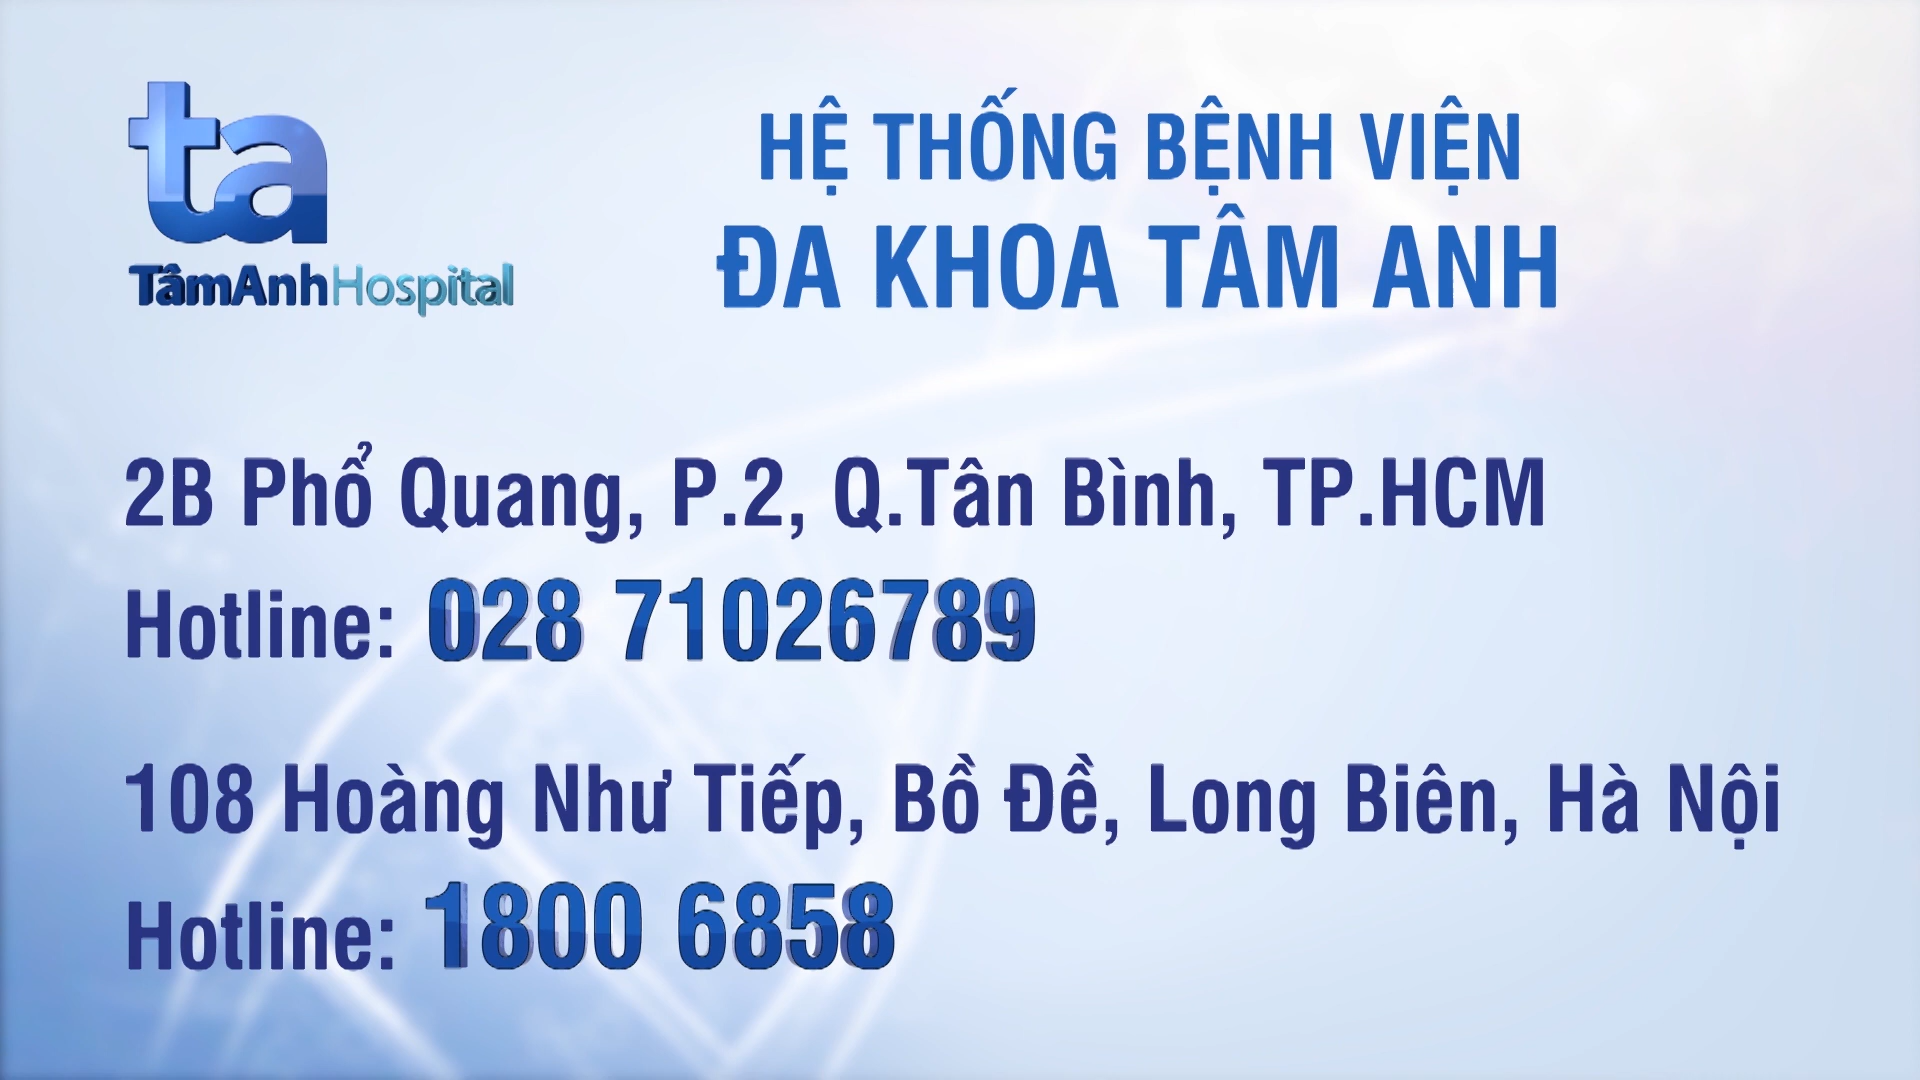 ta
TâmAnhHospital
HỆ THỐNG BỆNH VIỆN
ĐA KHOA TÂM ANH
2B Phổ Quang, P.2, Q.Tân Bình, TP.HCM
Hotline: 028 71026789
108 Hoàng Như Tiếp, Bồ Đề, Long Biên, Hà Nội
Hotline: 1800 6858